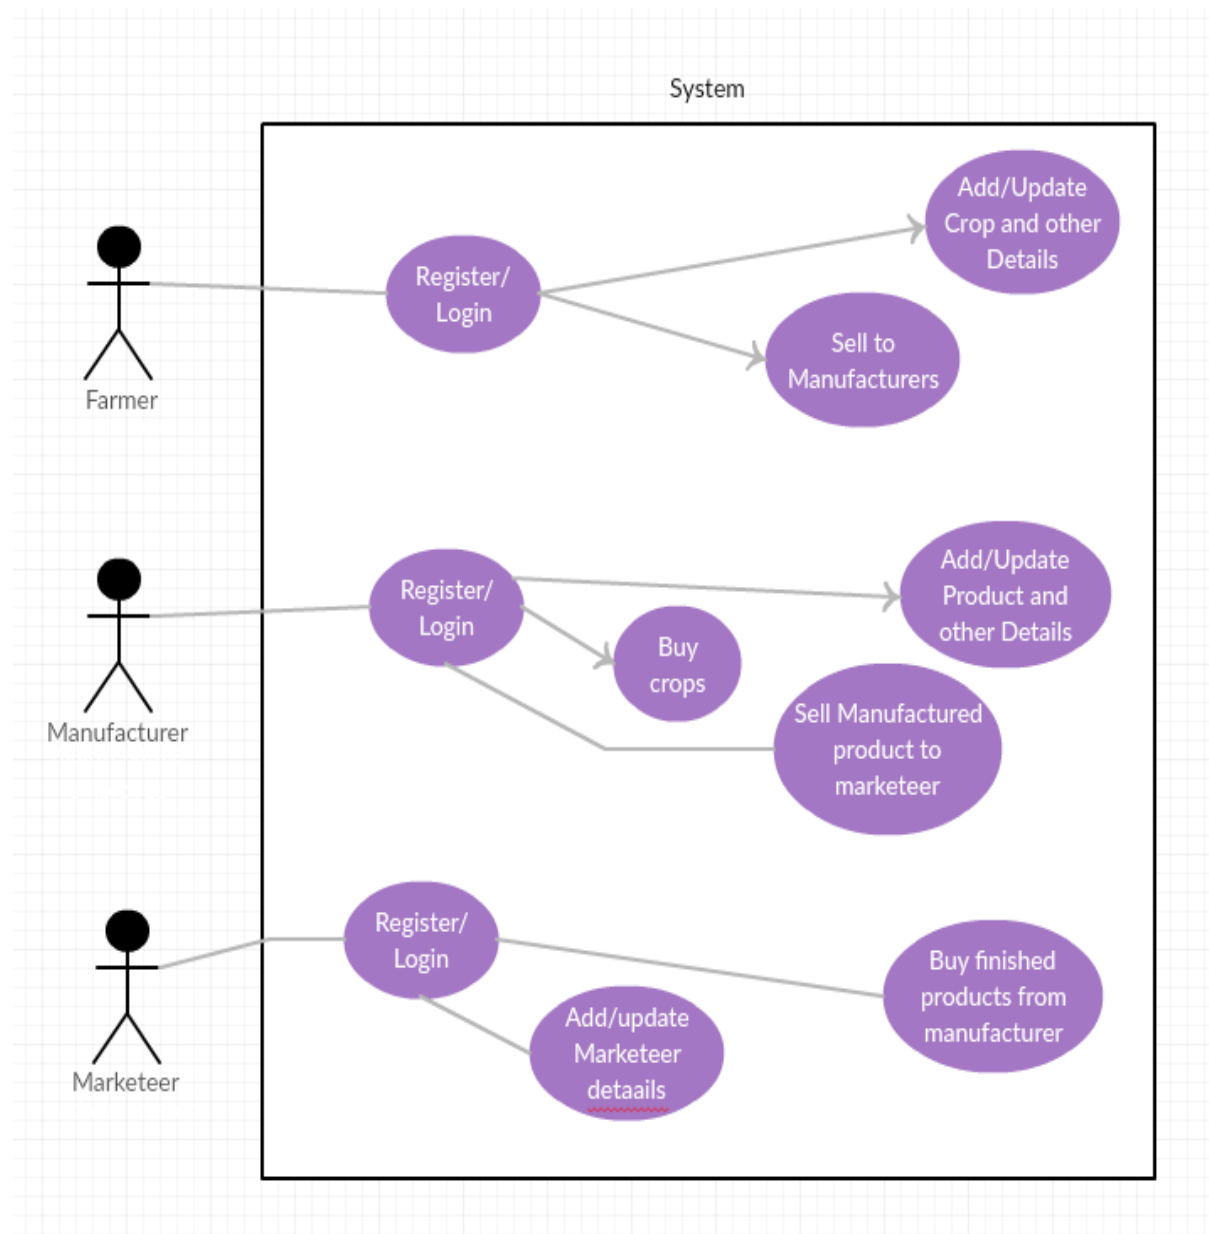 System
Add/Update
Crop and other
Details
Register/
Login
Sell to
Manufacturers
Farmer
Add/Update
Product and
other Details
Register/
Login
Buy
crops
Sell Manufactured
product to
marketeer
Manufacturer
Register/
Login
Buy finished
products from
manufacturer
Add/update
Marketeer
detaails
Marketeer